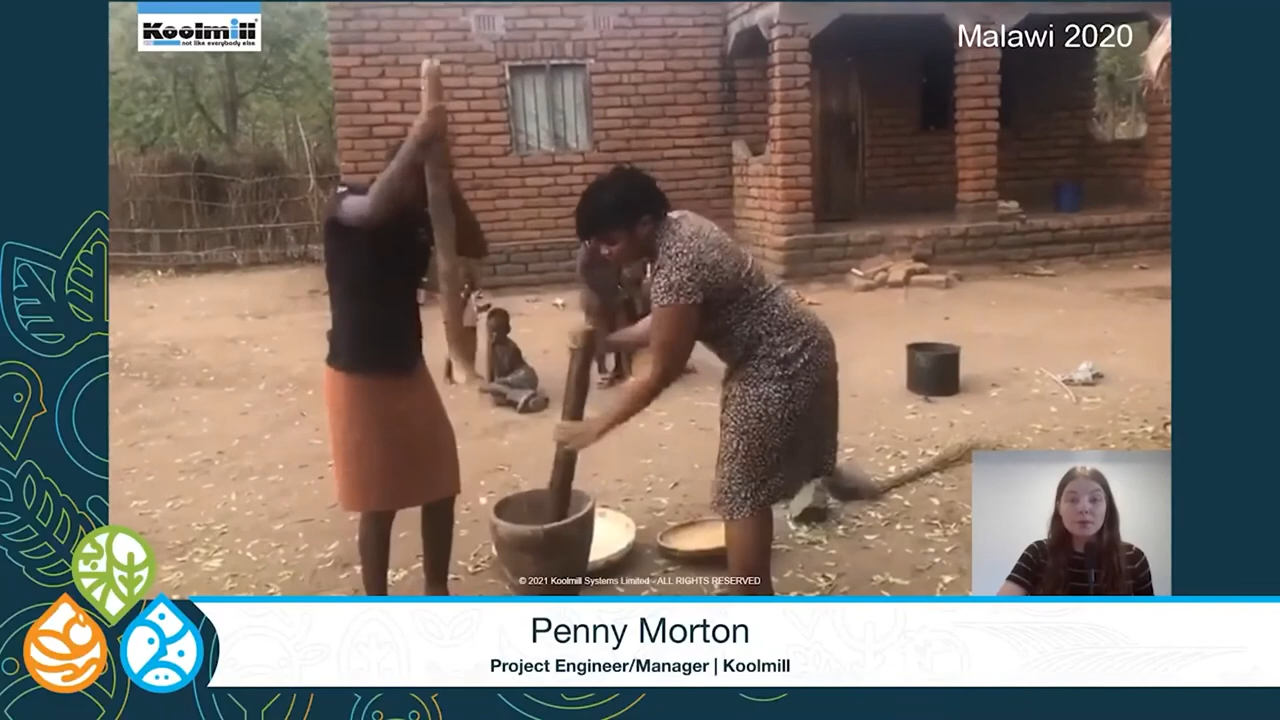 Koolmill
not like everybody else
Malawi 2020
© 2021 Koolmill Systems Limited - ALL RIGHTS RESERVED
Penny Morton
Project Engineer/Manager | Koolmill